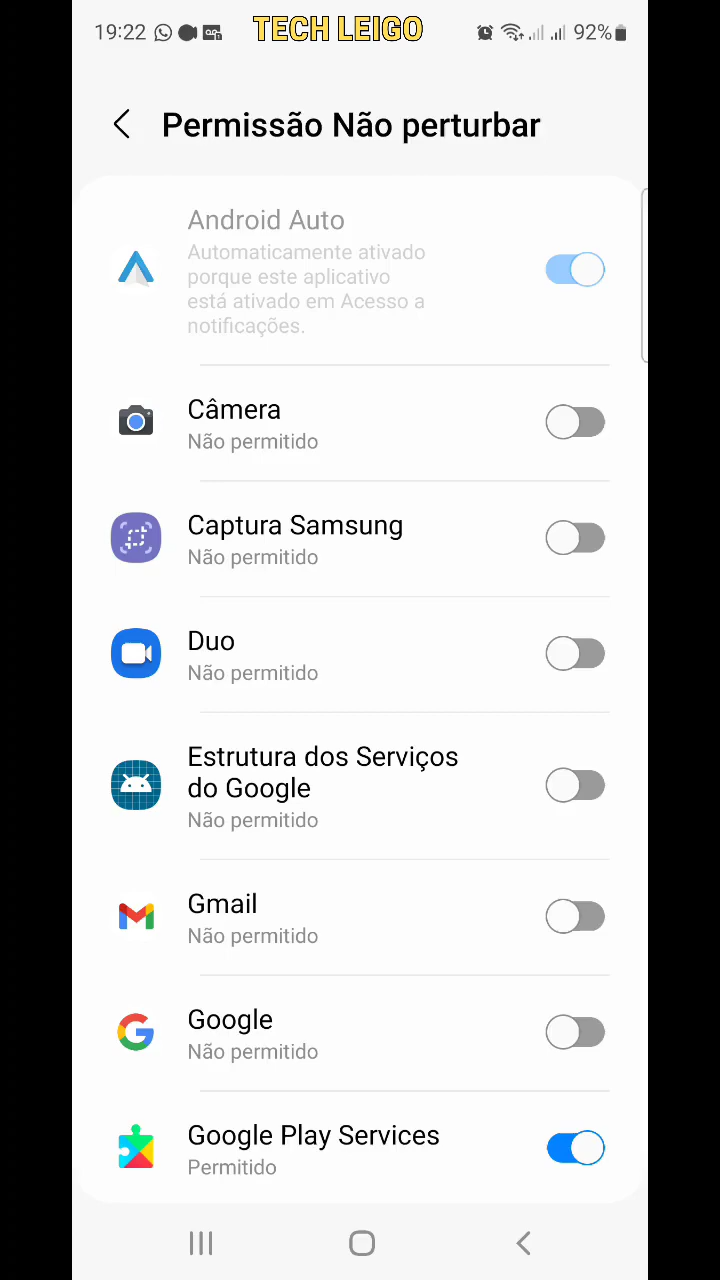 19:22
TECH LEIGO
92%
Permissão Não perturbar
Android Auto
Automaticamente ativado
porque este aplicativo
está ativado em Acesso a
notificações.
Câmera
Não permitido
Captura Samsung
Não permitido
Duo
Não permitido
Estrutura dos Serviços
do Google
Não permitido
Gmail
Não permitido
Google
Não permitido
Google Play Services
Permitido